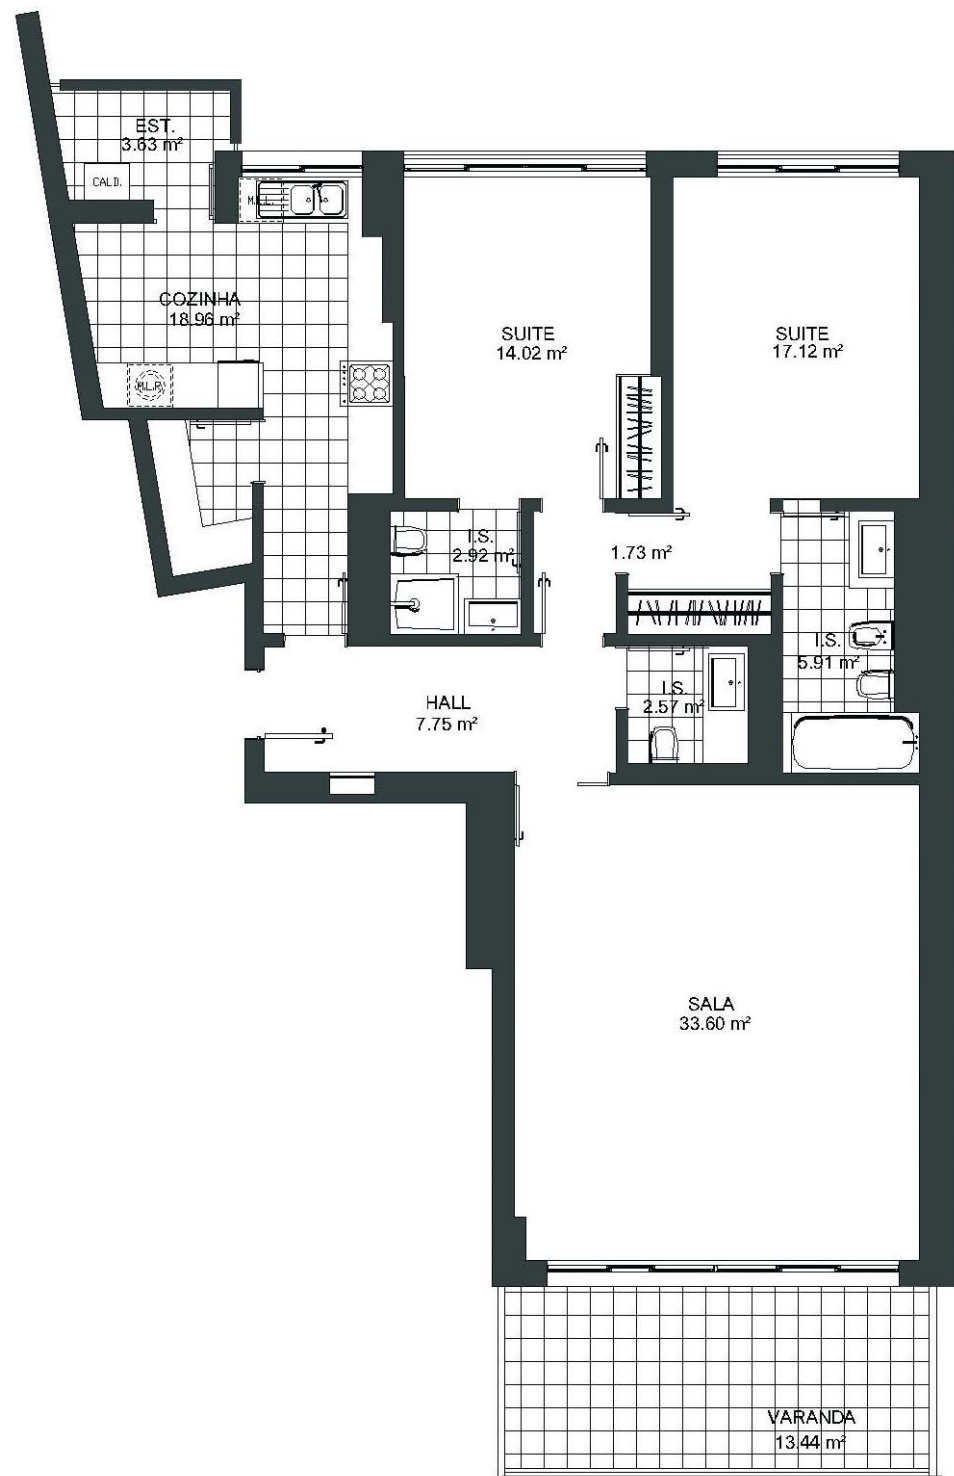 EST.
3.63 m²
CALD.
M.L.L.
COZINHA
18.96 m²
SUITE
14.02 m²
SUITE
17.12 m²
M.L.R.
I.S.
2.92 m²
1.73 m²
I.S.
5.91 m²
I.S.
2.57 m²
HALL
7.75 m²
SALA
33.60 m²
VARANDA
13.44 m²